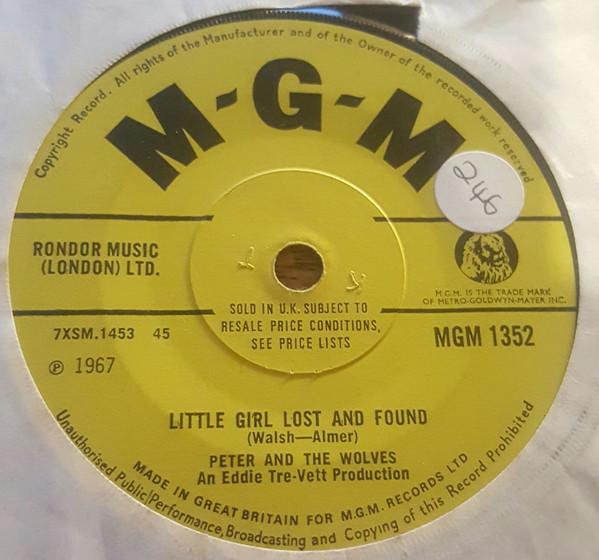 Copyright Record. All rights of the Manufacturer and of the Owner of the recorded work reserved
M-G-M
246
RONDOR MUSIC
(LONDON) LTD.
M.G.M. IS THE TRADE MARK
OF METRO-GOLDWYN-MAYER INC.
SOLD IN U.K. SUBJECT TO
RESALE PRICE CONDITIONS,
SEE PRICE LISTS
7XSM.1453 45
MGM 1352
Ⓟ 1967
LITTLE GIRL LOST AND FOUND
(Walsh—Almer)
PETER AND THE WOLVES
An Eddie Tre-Vett Production
MADE IN GREAT BRITAIN FOR M.G.M. RECORDS LTD
Unauthorised Public Performance, Broadcasting and Copying of this Record Prohibited